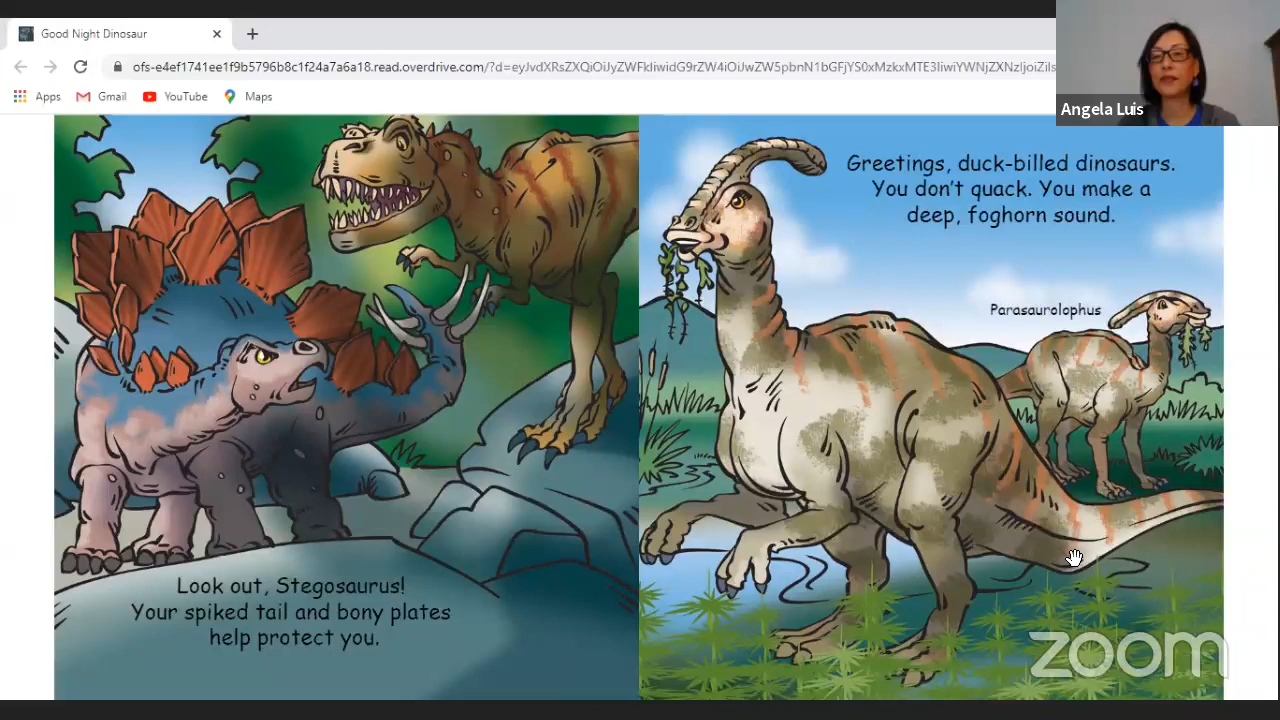 Good Night Dinosaur
ofs-e4ef1741ee1f9b5796b8c1f24a7a6a18.read.overdrive.com/?d=eyJvdXRsZXQiOiJyZWFkIiwidG9rZW4iOiJwZW5pbnN1bGFjYS0xMzkxMTE3IiwiYWNjZXNzIjoiZiIs
Apps Gmail YouTube Maps
Angela Luis
Look out, Stegosaurus!
Your spiked tail and bony plates
help protect you.
Greetings, duck-billed dinosaurs.
You don't quack. You make a
deep, foghorn sound.
Parasaurolophus
zoom